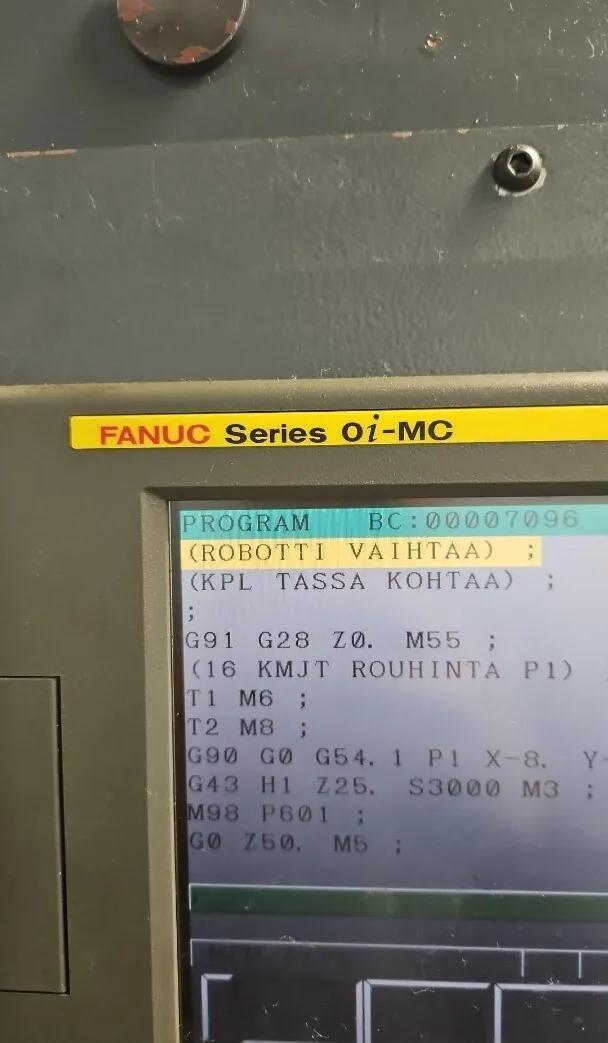 FANUC Series 0i-MC
PROGRAM BC:00007096
(ROBOTTI VAIHTAA) ;
(KPL TASSA KOHTAA) ;
;
G91 G28 Z0. M55 ;
(16 KMJT ROUHINTA P1)
T1 M6 ;
T2 M8 ;
G90 G0 G54.1 P1 X-8. Y-
G43 H1 Z25. S3000 M3 ;
M98 P601 ;
G0 Z50. M5 ;